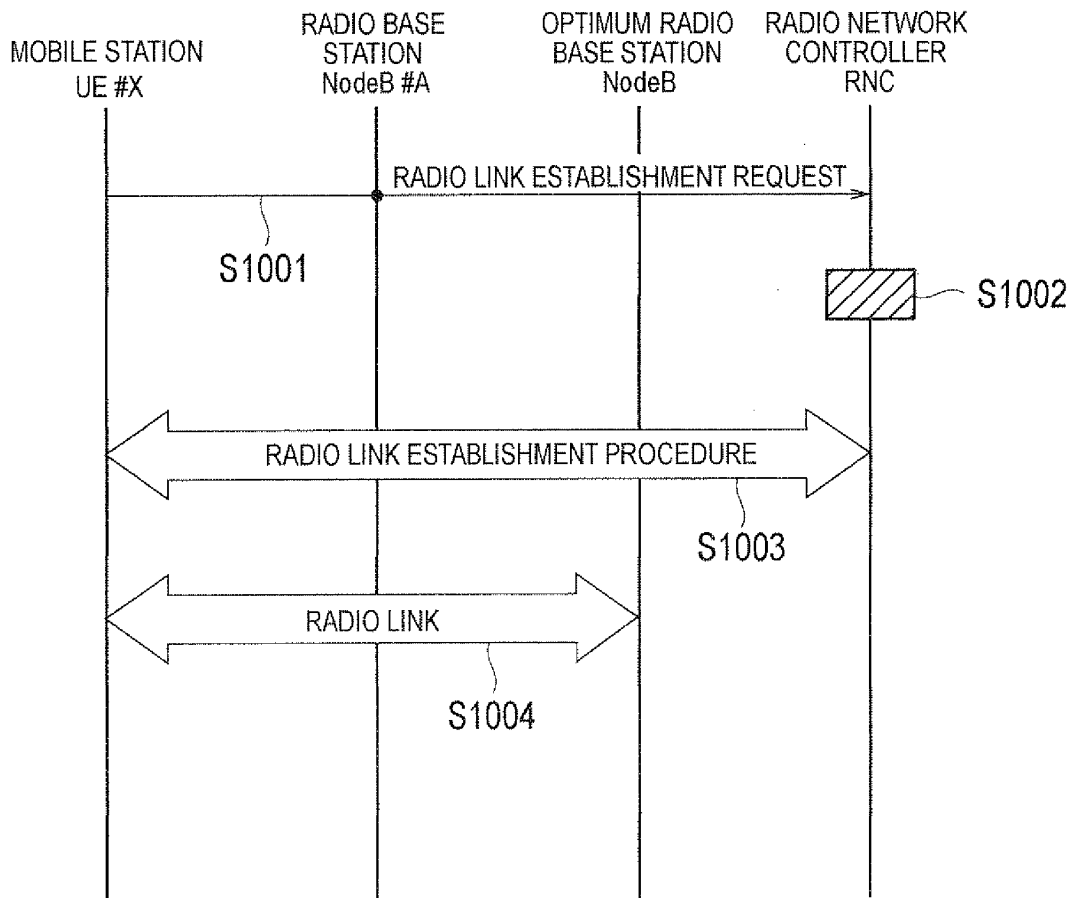 MOBILE STATION
UE #X
RADIO BASE
STATION
NodeB #A
OPTIMUM RADIO
BASE STATION
NodeB
RADIO NETWORK
CONTROLLER
RNC
RADIO LINK ESTABLISHMENT REQUEST
S1001
S1002
RADIO LINK ESTABLISHMENT PROCEDURE
S1003
RADIO LINK
S1004